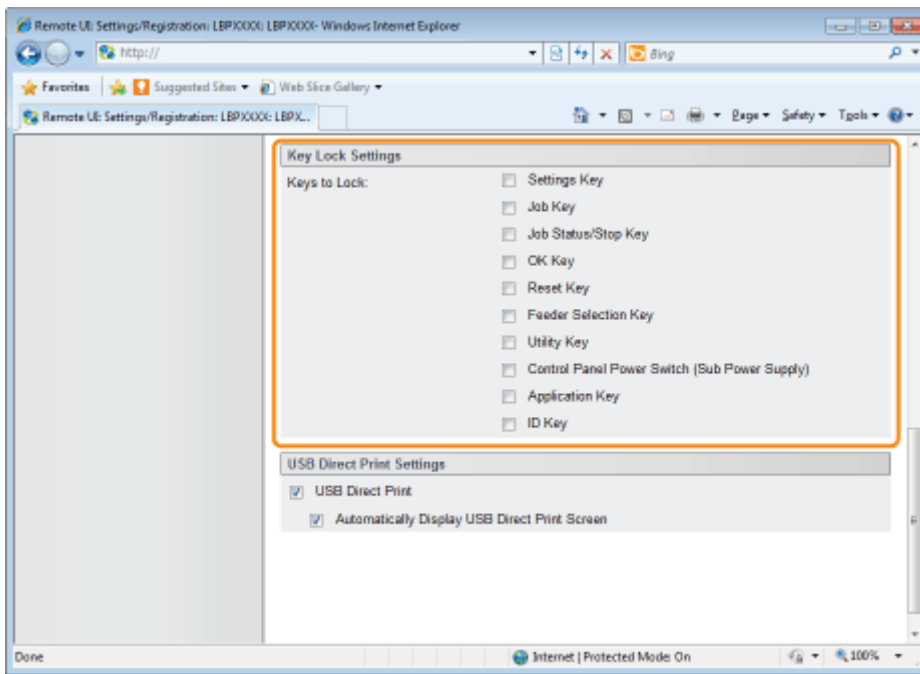 Remote UI: Settings/Registration: LBPXXXX: LBPXXXX- Windows Internet Explorer
http://
Bing
Favorites Suggested Sites Web Slice Gallery
Remote UI: Settings/Registration: LBPXXXX: LBPX... Page Safety Tools
Key Lock Settings
Keys to Lock: Settings Key
Job Key
Job Status/Stop Key
OK Key
Reset Key
Feeder Selection Key
Utility Key
Control Panel Power Switch (Sub Power Supply)
Application Key
ID Key
USB Direct Print Settings
USB Direct Print
Automatically Display USB Direct Print Screen
Done Internet | Protected Mode: On 100%